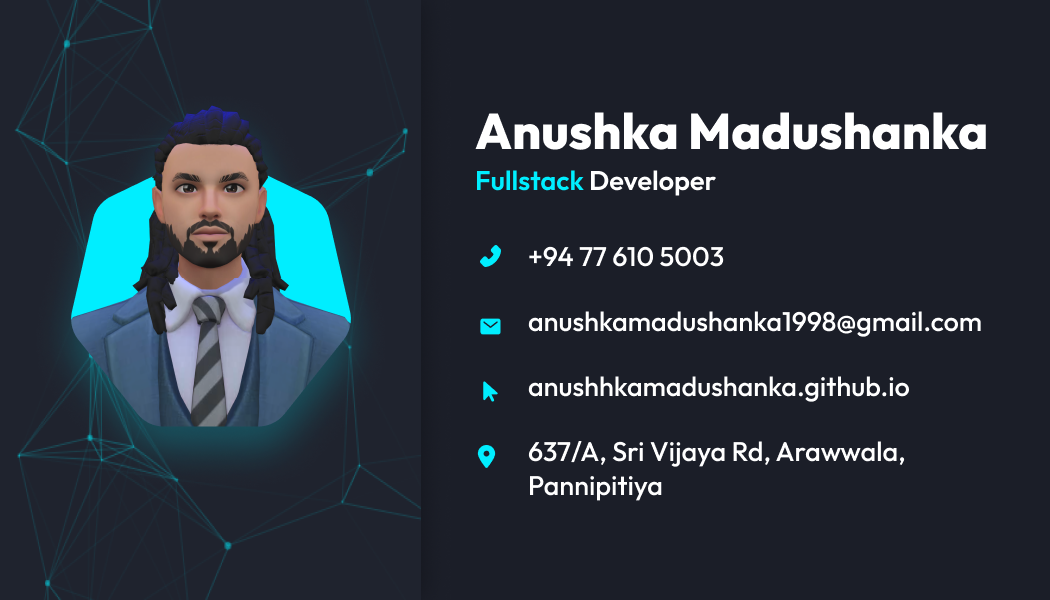 Anushka Madushanka
Fullstack Developer
+94 77 610 5003
anushkamadushanka1998@gmail.com
anushhkamadushanka.github.io
637/A, Sri Vijaya Rd, Arawwala,
Pannipitiya